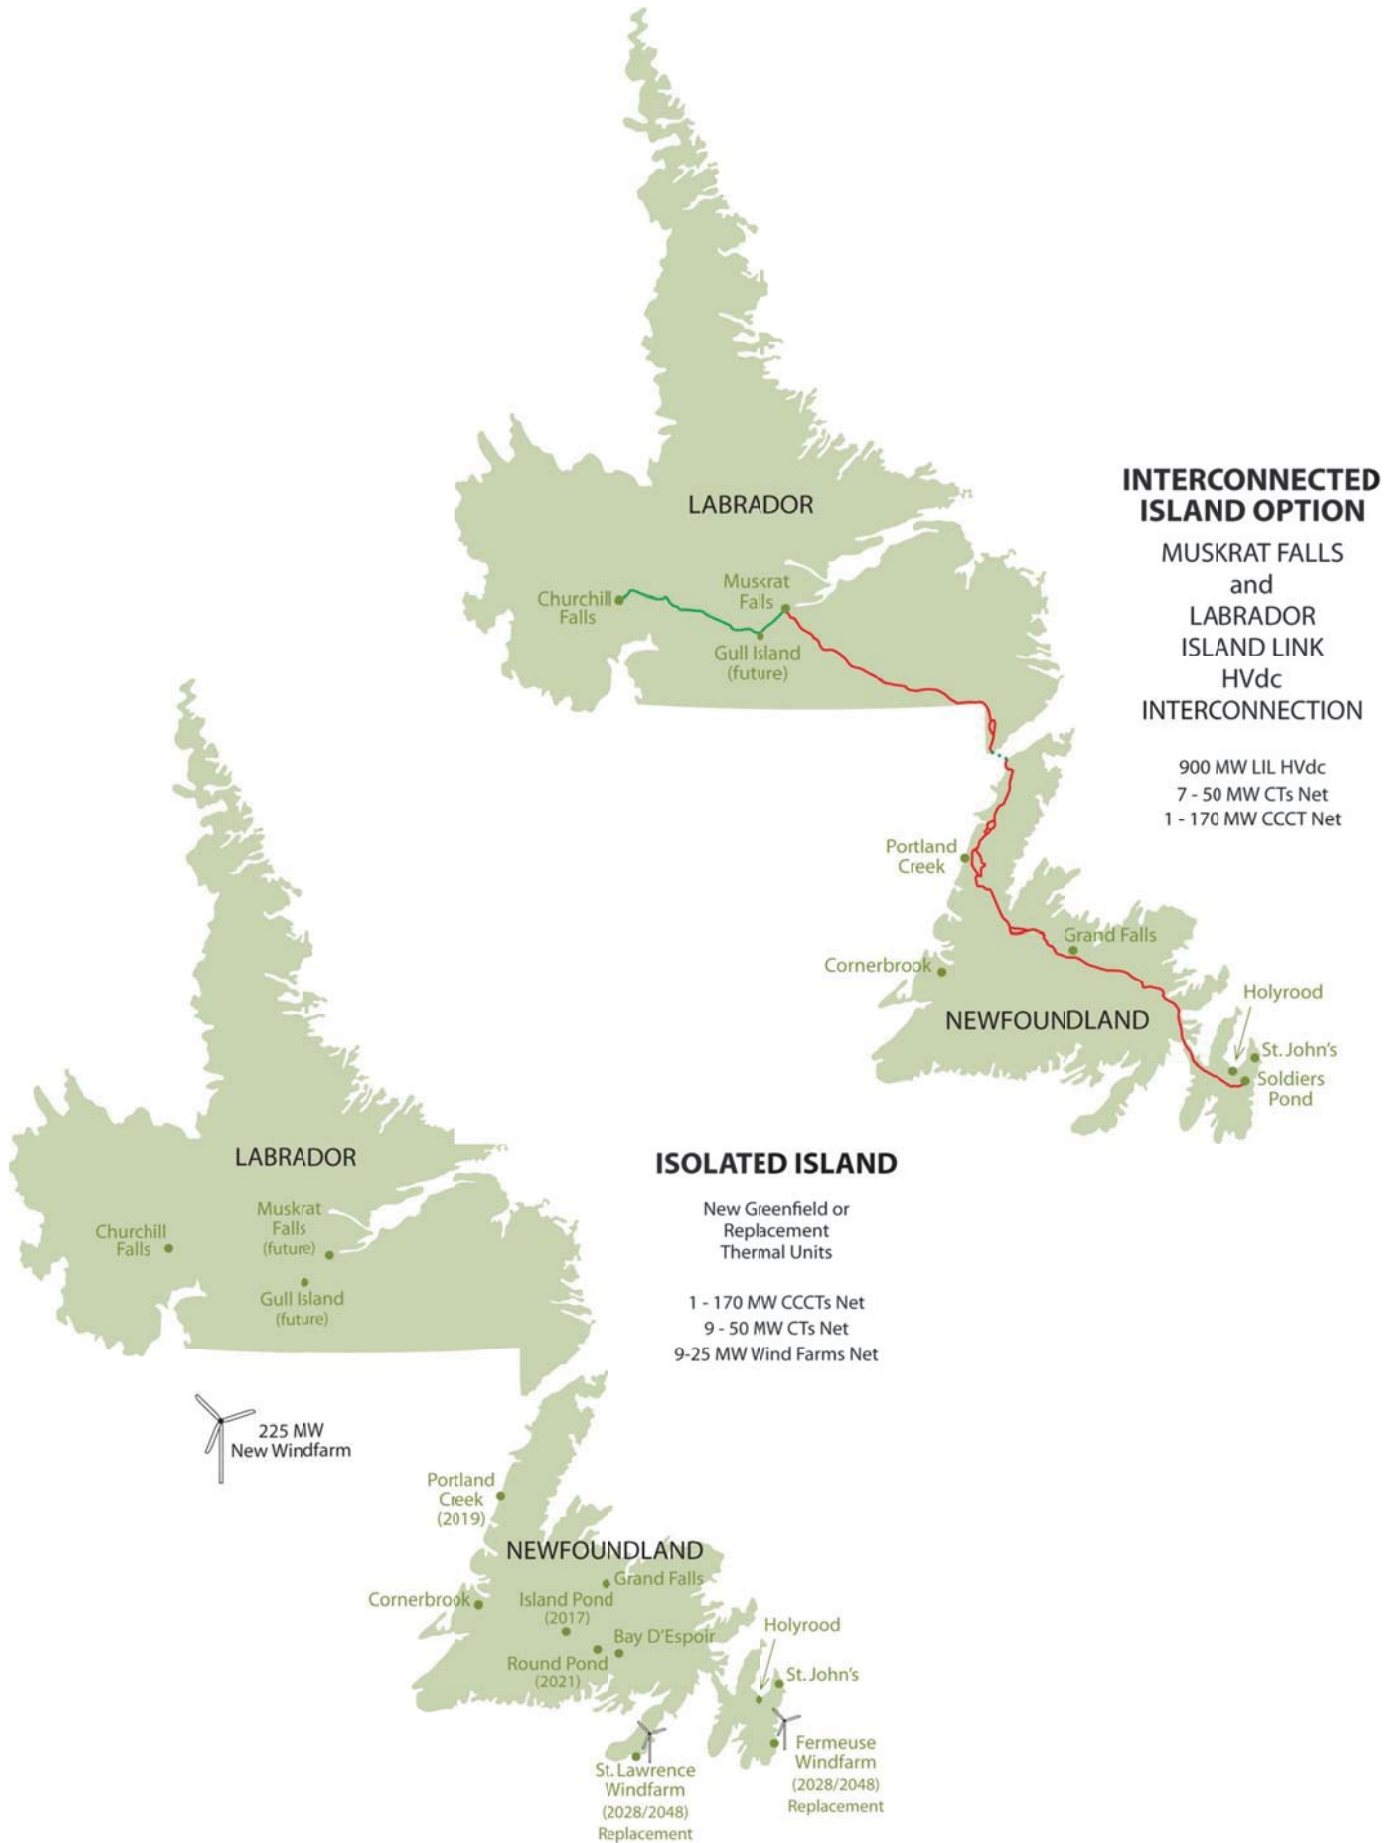 LABRADOR
Churchill
Falls
Muskrat
Falls
Gull Island
(future)
INTERCONNECTED
ISLAND OPTION
MUSKRAT FALLS
and
LABRADOR
ISLAND LINK
HVdc
INTERCONNECTION
900 MW LIL HVdc
7 - 50 MW CTs Net
1 - 170 MW CCCT Net
Portland
Creek
Grand Falls
Cornerbrook
NEWFOUNDLAND
Holyrood
St. John's
Soldiers
Pond
LABRADOR
Churchill
Falls
Muskrat
Falls
(future)
Gull Island
(future)
ISOLATED ISLAND
New Greenfield or
Replacement
Thermal Units
1 - 170 MW CCCTs Net
9 - 50 MW CTs Net
9-25 MW Wind Farms Net
225 MW
New Windfarm
Portland
Creek
(2019)
NEWFOUNDLAND
Grand Falls
Cornerbrook
Island Pond
(2017)
Bay D'Espoir
Round Pond
(2021)
Holyrood
St. John's
Fermeuse
Windfarm
(2028/2048)
Replacement
St. Lawrence
Windfarm
(2028/2048)
Replacement